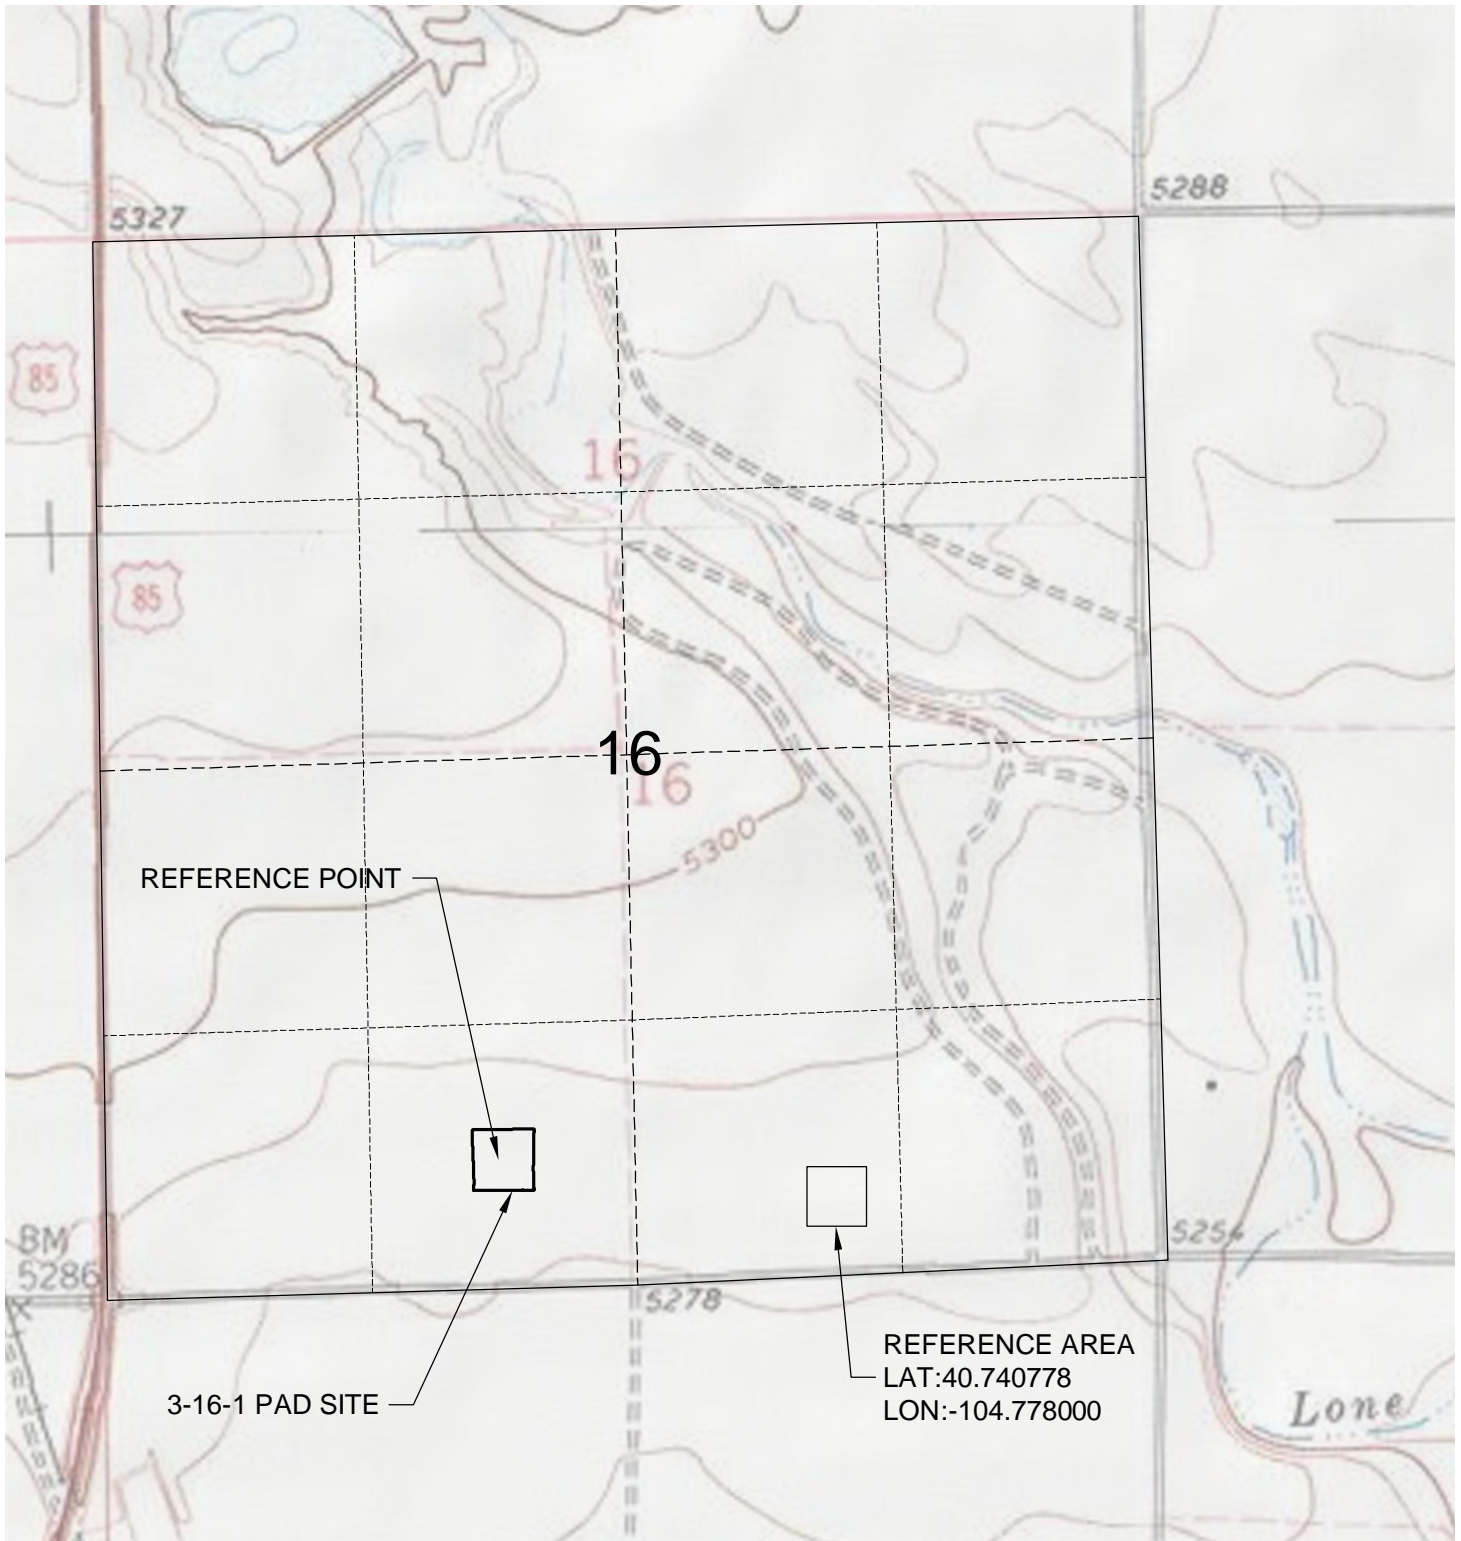 5288
5327
85
16
85
16
16
5300
REFERENCE POINT
BM
5286
5254
5278
REFERENCE AREA
LAT:40.740778
LON:-104.778000
3-16-1 PAD SITE
Lone